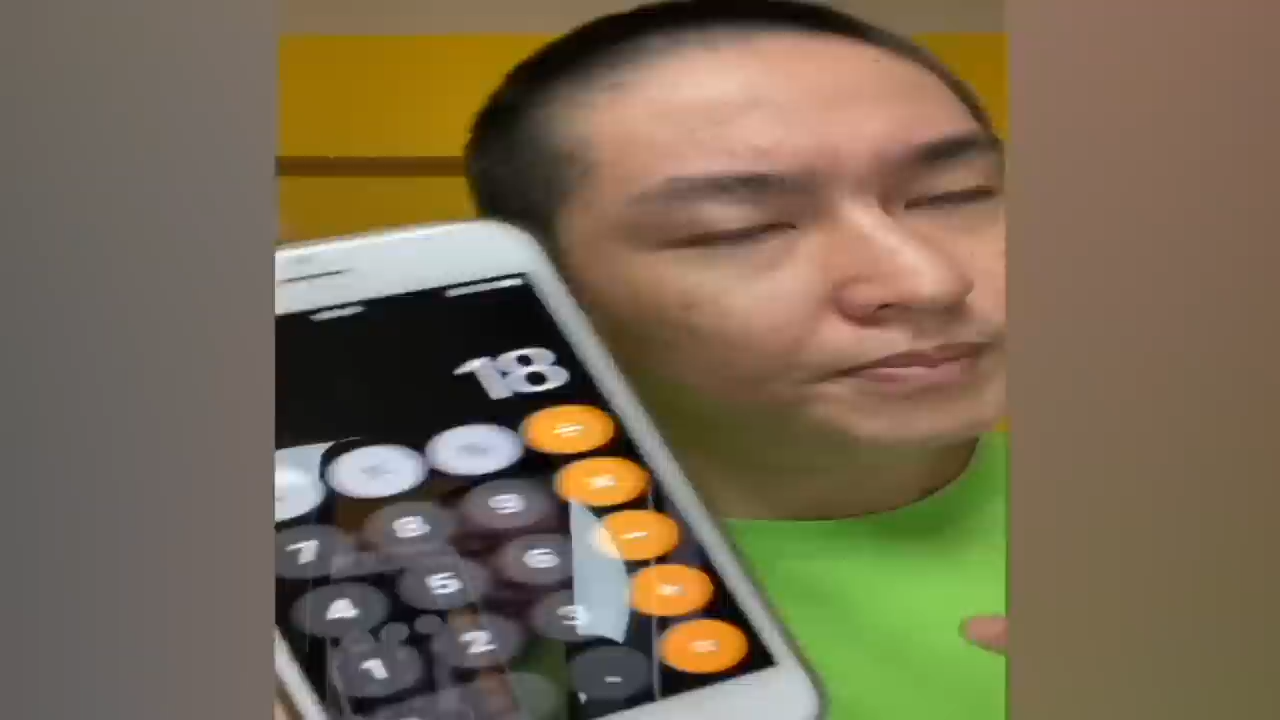 18
÷
7 8 9 ×
4 5 6 −
1 2 3 +
=